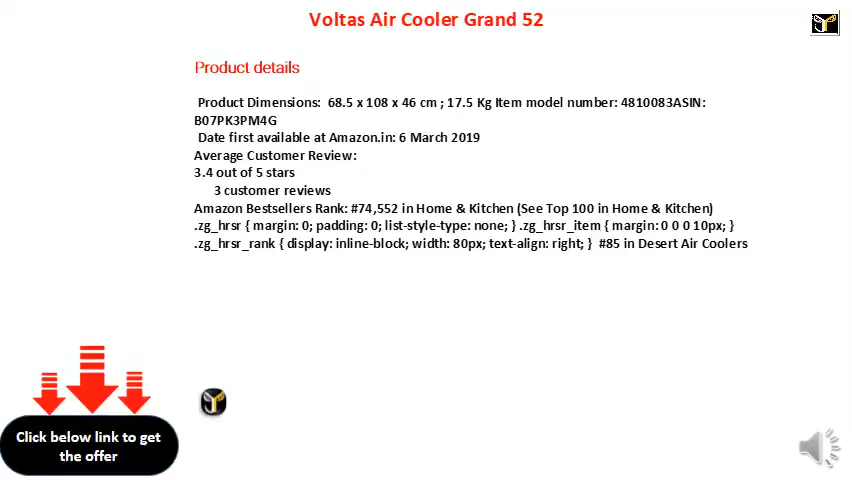 Voltas Air Cooler Grand 52
Product details
Product Dimensions:  68.5 x 108 x 46 cm ; 17.5 Kg Item model number: 4810083ASIN:
B07PK3PM4G
Date first available at Amazon.in: 6 March 2019
Average Customer Review:
3.4 out of 5 stars
3 customer reviews
Amazon Bestsellers Rank: #74,552 in Home & Kitchen (See Top 100 in Home & Kitchen)
.zg_hrsr { margin: 0; padding: 0; list-style-type: none; } .zg_hrsr_item { margin: 0 0 0 10px; }
.zg_hrsr_rank { display: inline-block; width: 80px; text-align: right; }  #85 in Desert Air Coolers
Click below link to get
the offer